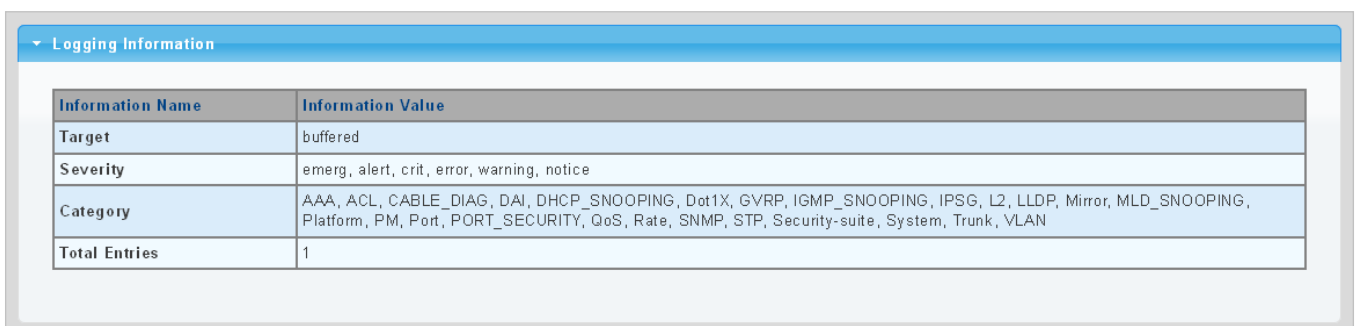 Logging Information
Information Name Information Value
Target buffered
Severity emerg, alert, crit, error, warning, notice
Category AAA, ACL, CABLE_DIAG, DAI, DHCP_SNOOPING, Dot1X, GVRP, IGMP_SNOOPING, IPSG, L2, LLDP, Mirror, MLD_SNOOPING,
Platform, PM, Port, PORT_SECURITY, QoS, Rate, SNMP, STP, Security-suite, System, Trunk, VLAN
Total Entries 1